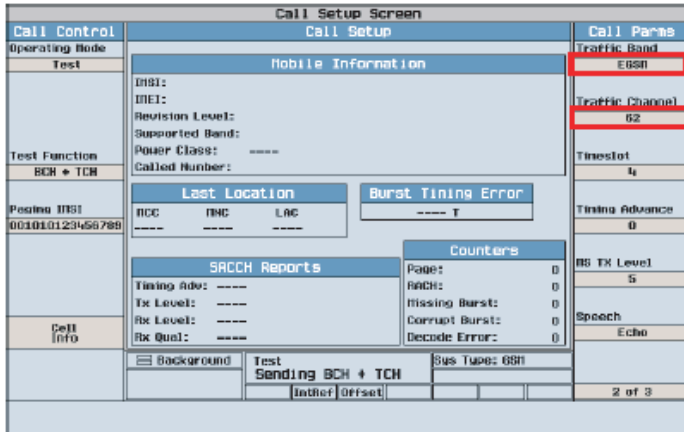 Call Setup Screen
Call Control
Call Setup
Call Parms
Operating Mode
Test
Test Function
BCH + TCH
Paging IMSI
001010123456789
Cell
Info
Mobile Information
IMSI:
IMEI:
Revision Level:
Supported Band:
Power Class: ----
Called Number:
Last Location
MCC MNC LAC
---- ---- ----
Burst Timing Error
---- T
SACCH Reports
Timing Adv: ----
Tx Level: ----
Rx Level: ----
Rx Qual: ----
Counters
Page: 0
RACH: 0
Missing Burst: 0
Corrupt Burst: 0
Decode Error: 0
Background
Test
Sending BCH + TCH
Sys Type: GSM
IntRef Offset
Traffic Band
EGSM
Traffic Channel
62
Timeslot
4
Timing Advance
0
MS TX Level
5
Speech
Echo
2 of 3